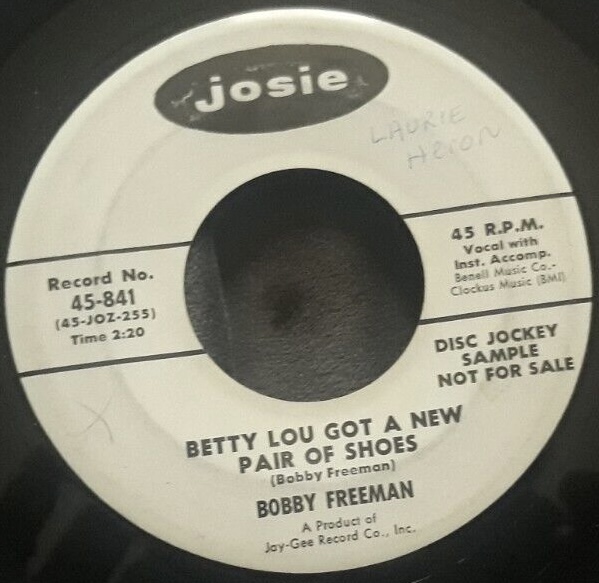 josie
LAURIE
Heron
Record No.
45-841
(45-JOZ-255)
Time 2:20
45 R.P.M.
Vocal with
Inst. Accomp.
Benell Music Co.-
Clockus Music (BMI)
DISC JOCKEY
SAMPLE
NOT FOR SALE
X
BETTY LOU GOT A NEW
PAIR OF SHOES
(Bobby Freeman)
BOBBY FREEMAN
A Product of
Jay-Gee Record Co., Inc.